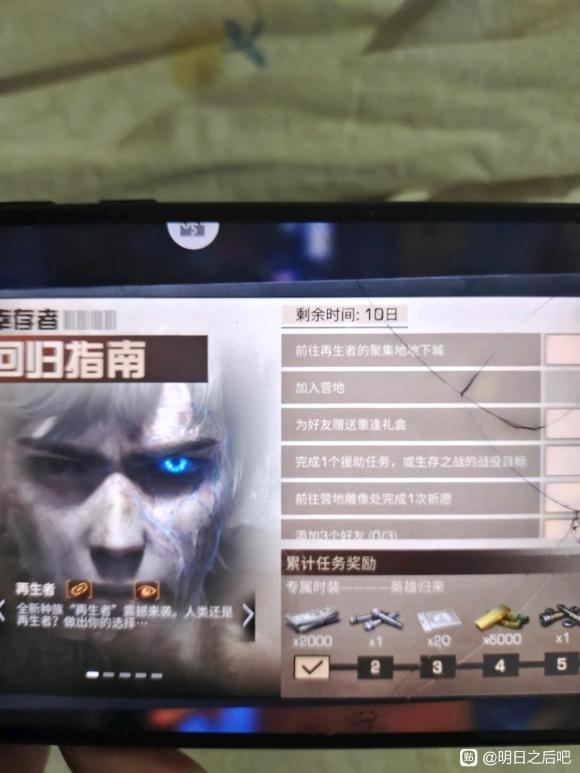 幸存者
回归指南
剩余时间: 10日
前往再生者的聚集地地下城
加入营地
为好友赠送重逢礼盒
完成1个援助任务，或生存之战的战役目标
前往营地雕像处完成1次祈愿
添加3个好友 (0/3)
再生者
全新种族“再生者”震撼来袭。人类还是
再生者？做出你的选择…
累计任务奖励
专属时装————英雄归来
x2000 x1 x20 x5000 x1
2 3 4 5
贴 @明日之后吧